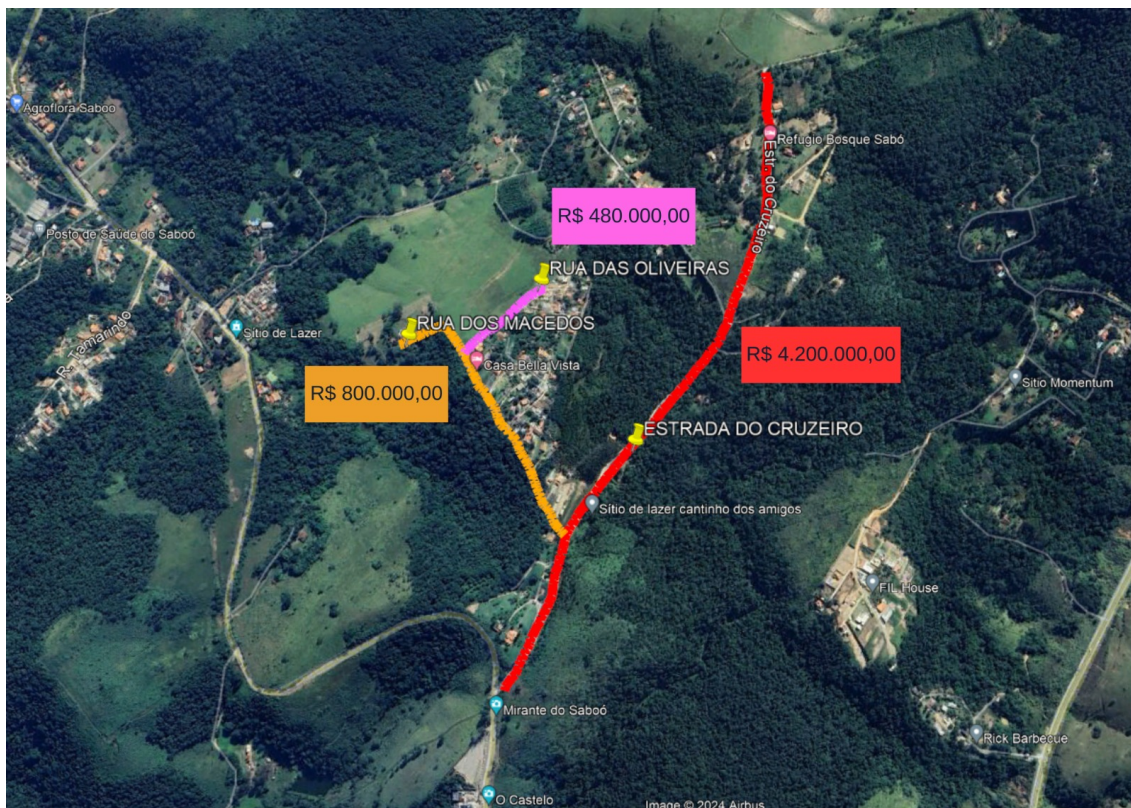 Agroflora Saboo
Refúgio Bosque Sabó
Estr. do Cruzeiro
R$ 480.000,00
Posto de Saúde do Saboó
RUA DAS OLIVEIRAS
RUA DOS MACEDOS
Sítio de Lazer
R. Tamarindo
R$ 4.200.000,00
Casa Bella Vista
Sitio Momentum
R$ 800.000,00
ESTRADA DO CRUZEIRO
Sítio de lazer cantinho dos amigos
FIL House
Mirante do Saboó
Rick Barbecue
O Castelo
Image © 2024 Airbus